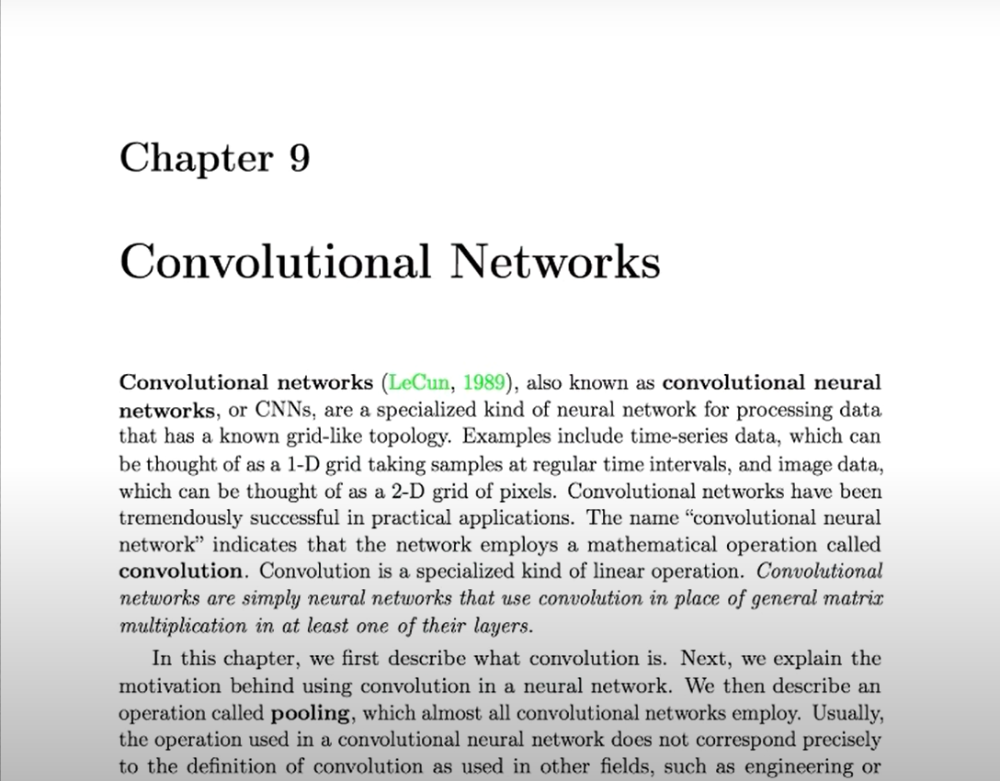 Chapter 9
Convolutional Networks
Convolutional networks (LeCun, 1989), also known as convolutional neural
networks, or CNNs, are a specialized kind of neural network for processing data
that has a known grid-like topology. Examples include time-series data, which can
be thought of as a 1-D grid taking samples at regular time intervals, and image data,
which can be thought of as a 2-D grid of pixels. Convolutional networks have been
tremendously successful in practical applications. The name “convolutional neural
network” indicates that the network employs a mathematical operation called
convolution. Convolution is a specialized kind of linear operation. Convolutional
networks are simply neural networks that use convolution in place of general matrix
multiplication in at least one of their layers.
In this chapter, we first describe what convolution is. Next, we explain the
motivation behind using convolution in a neural network. We then describe an
operation called pooling, which almost all convolutional networks employ. Usually,
the operation used in a convolutional neural network does not correspond precisely
to the definition of convolution as used in other fields, such as engineering or